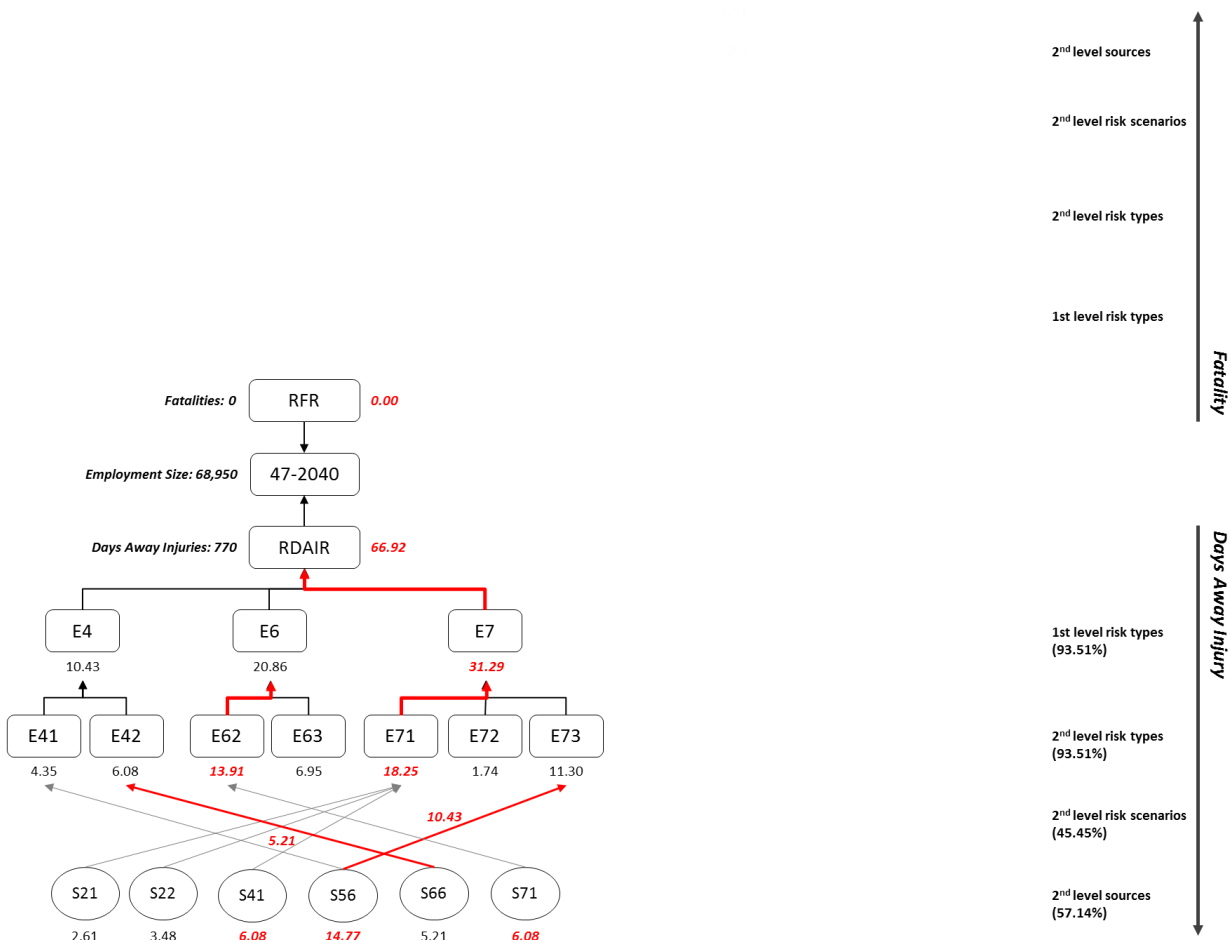 2nd level sources
2nd level risk scenarios
2nd level risk types
1st level risk types
Fatality
Fatalities: 0
RFR
0.00
Employment Size: 68,950
47-2040
Days Away Injuries: 770
RDAIR
66.92
Days Away Injury
E4
E6
E7
1st level risk types
(93.51%)
10.43
20.86
31.29
E41
E42
E62
E63
E71
E72
E73
2nd level risk types
(93.51%)
4.35
6.08
13.91
6.95
18.25
1.74
11.30
10.43
5.21
2nd level risk scenarios
(45.45%)
S21
S22
S41
S56
S66
S71
2nd level sources
(57.14%)
2.61
3.48
6.08
14.77
5.21
6.08